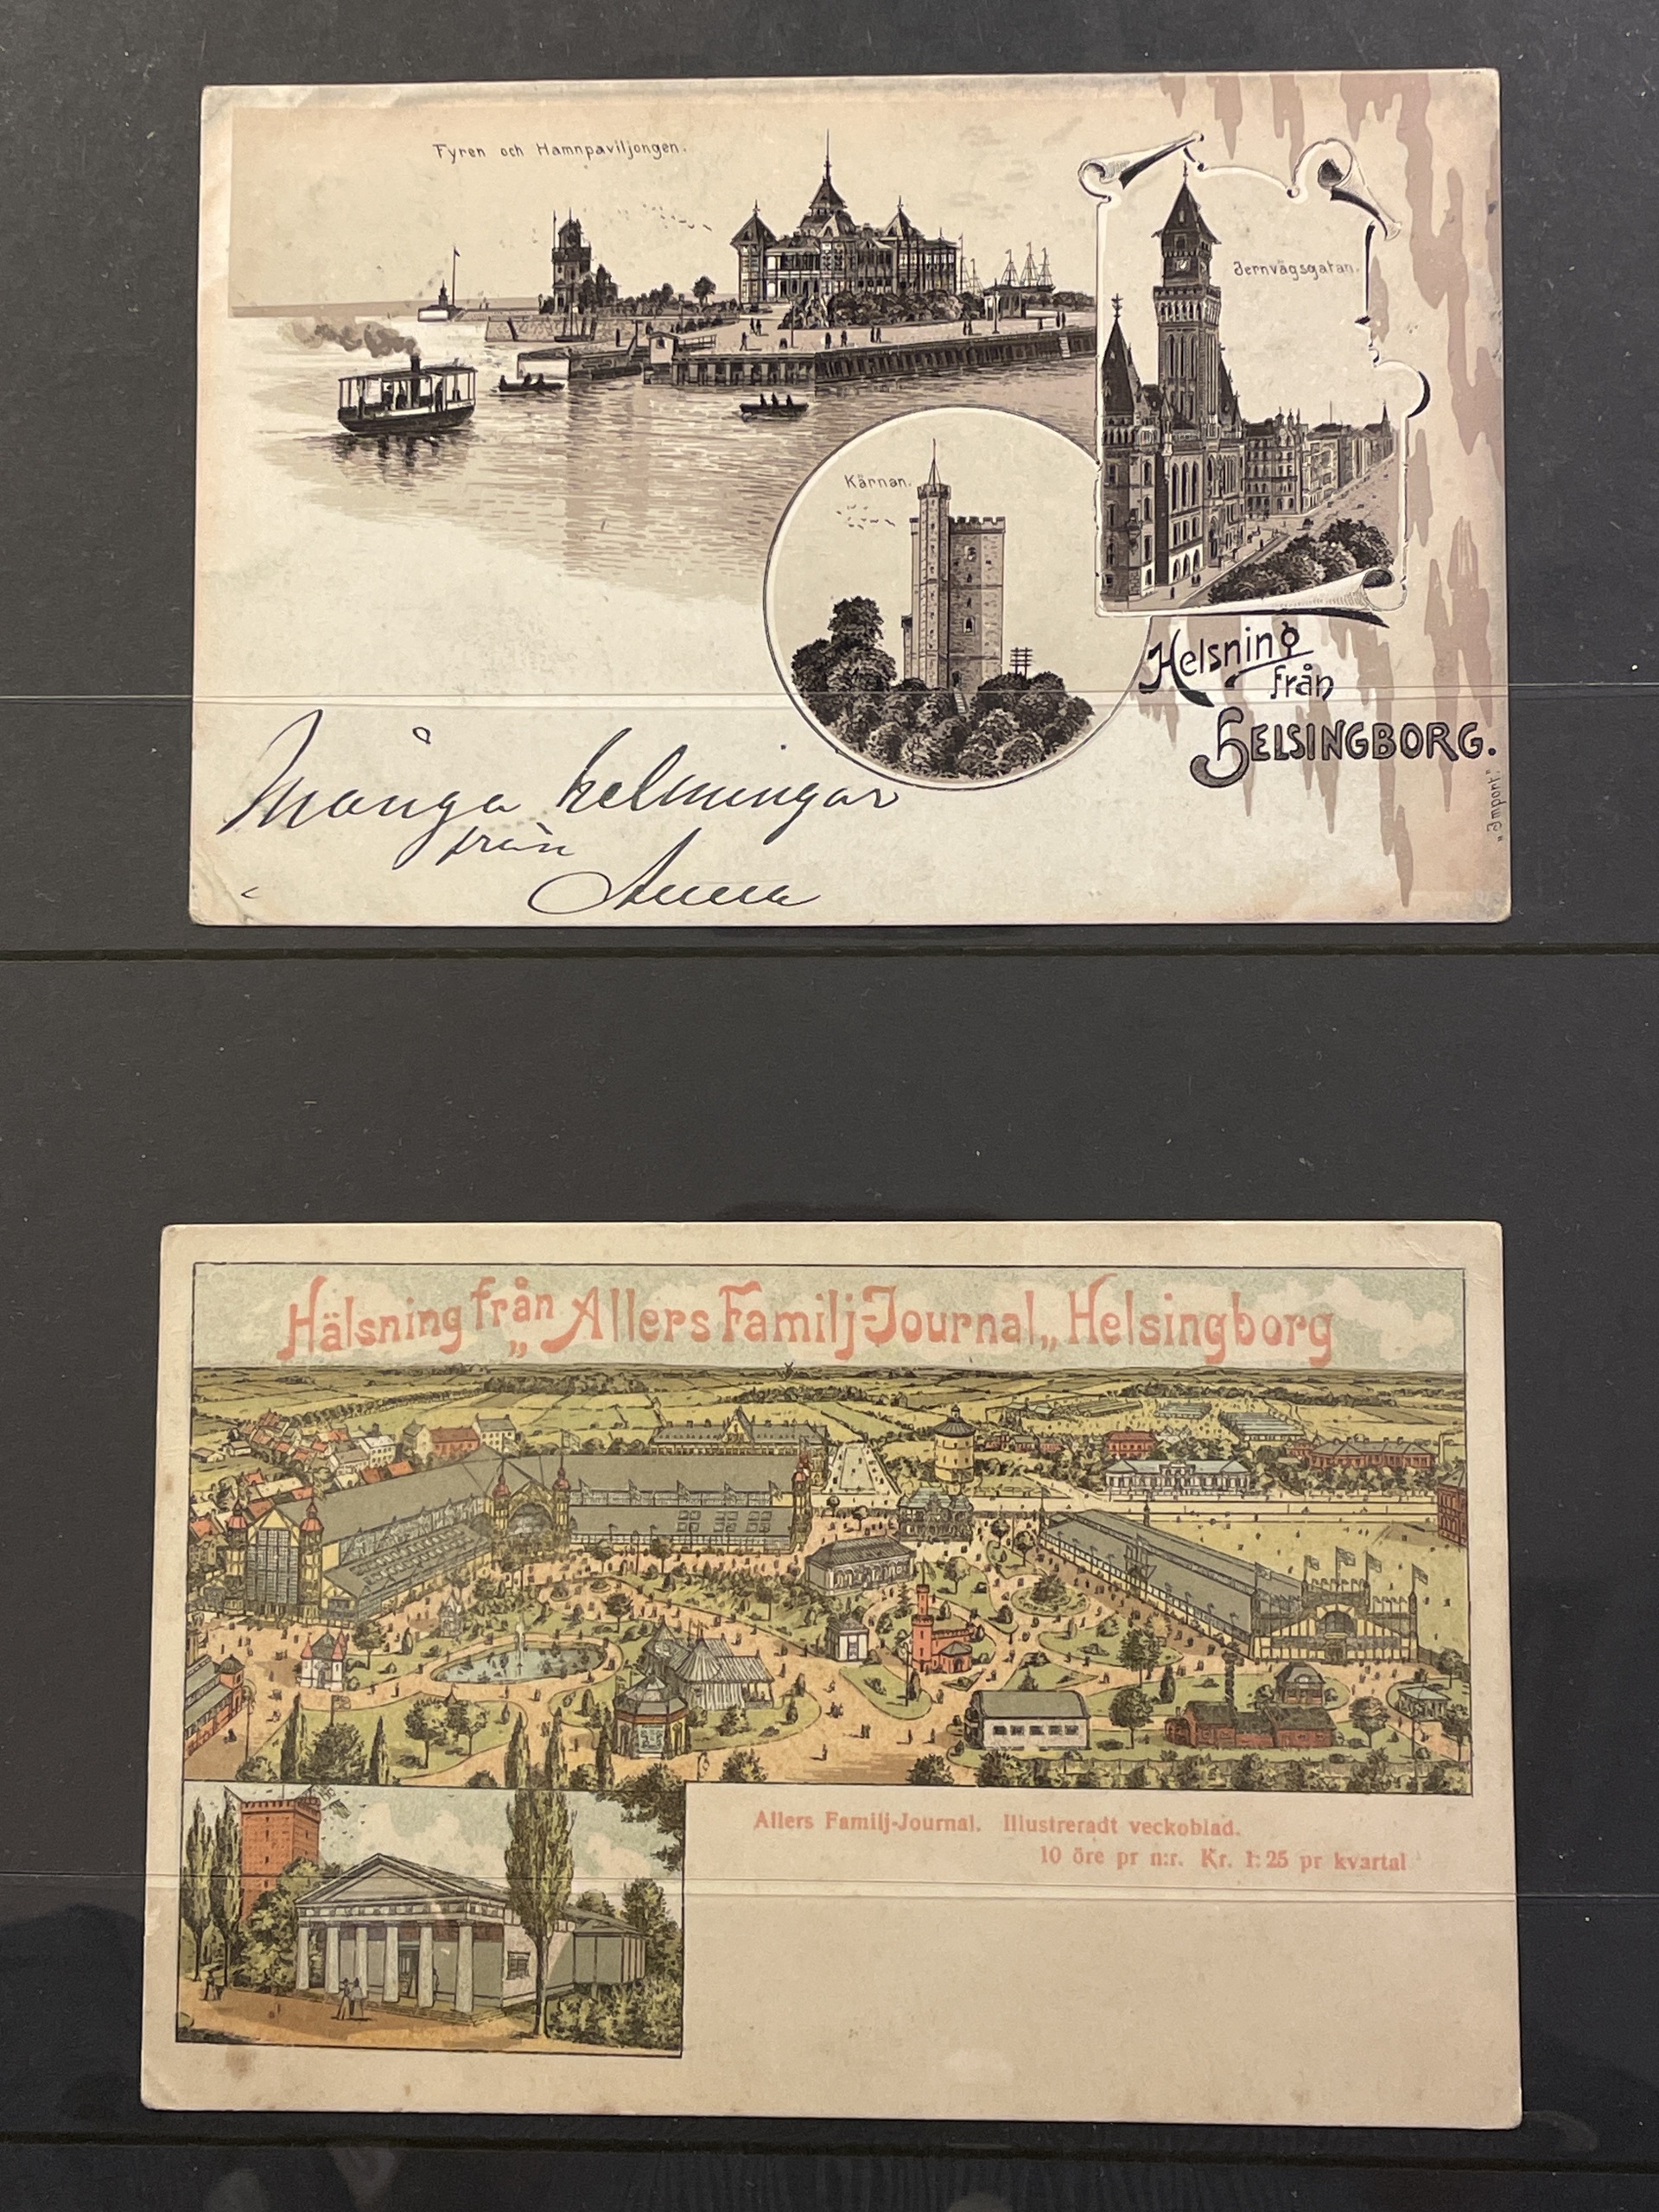 Fyren och Hamnpaviljongen.
Jernvägsgatan.
Kärnan.
Helsning
från
HELSINGBORG.
„Import."
Många helsningar
från
Anna
Hälsning från „Allers Familj-Journal„ Helsingborg
Allers Familj-Journal. Illustreradt veckoblad.
10 öre pr n:r. Kr. 1: 25 pr kvartal